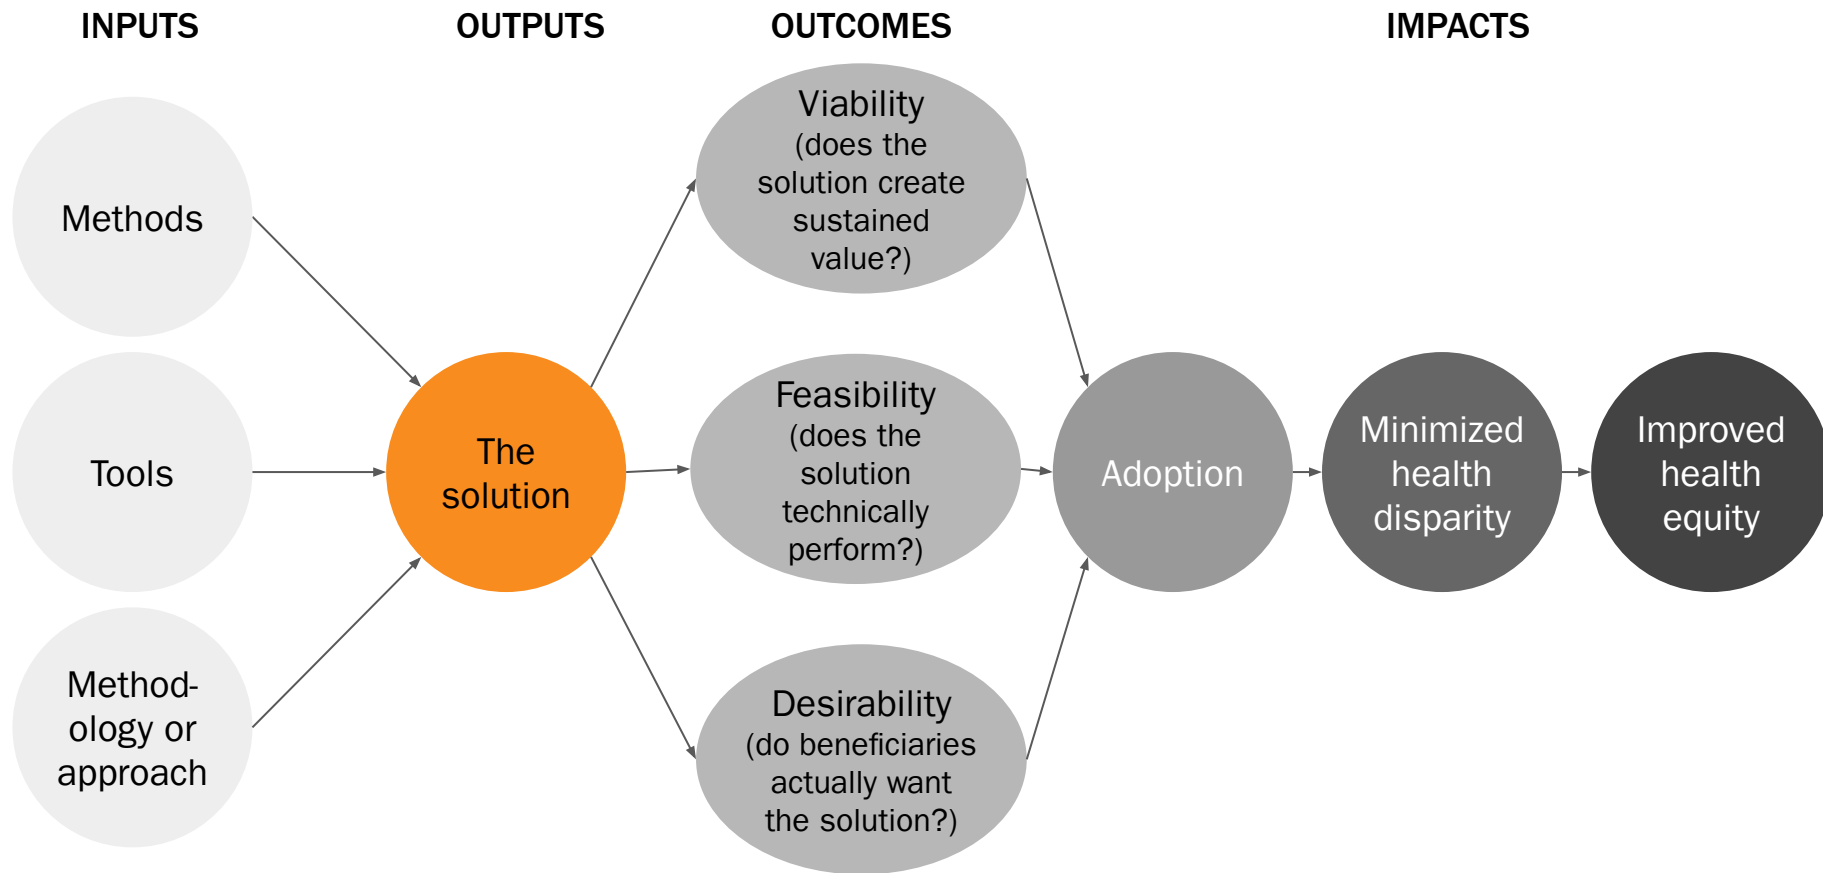 INPUTS
OUTPUTS
OUTCOMES
IMPACTS
Methods
Tools
Method-
ology or
approach
The
solution
Viability
(does the
solution create
sustained
value?)
Feasibility
(does the
solution
technically
perform?)
Desirability
(do beneficiaries
actually want
the solution?)
Adoption
Minimized
health
disparity
Improved
health
equity